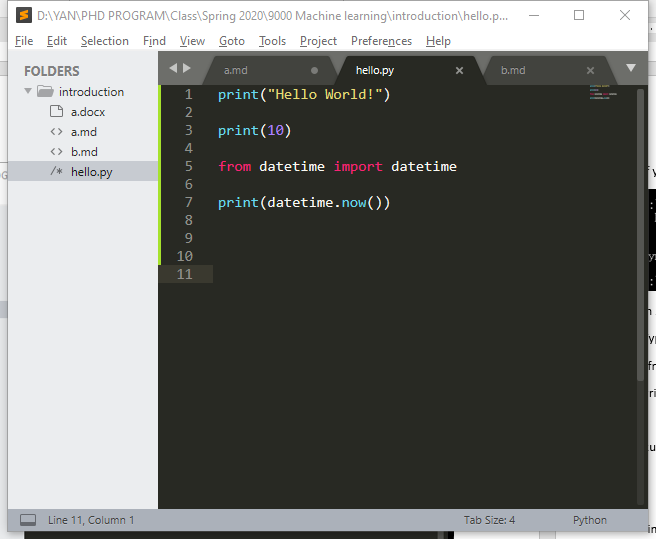 D:\YAN\PHD PROGRAM\Class\Spring 2020\9000 Machine learning\introduction\hello.p...
File Edit Selection Find View Goto Tools Project Preferences Help
FOLDERS
introduction
a.docx
<> a.md
<> b.md
/* hello.py
a.md hello.py b.md
1 print("Hello World!")
2
3 print(10)
4
5 from datetime import datetime
6
7 print(datetime.now())
8
9
10
11
Line 11, Column 1 Tab Size: 4 Python